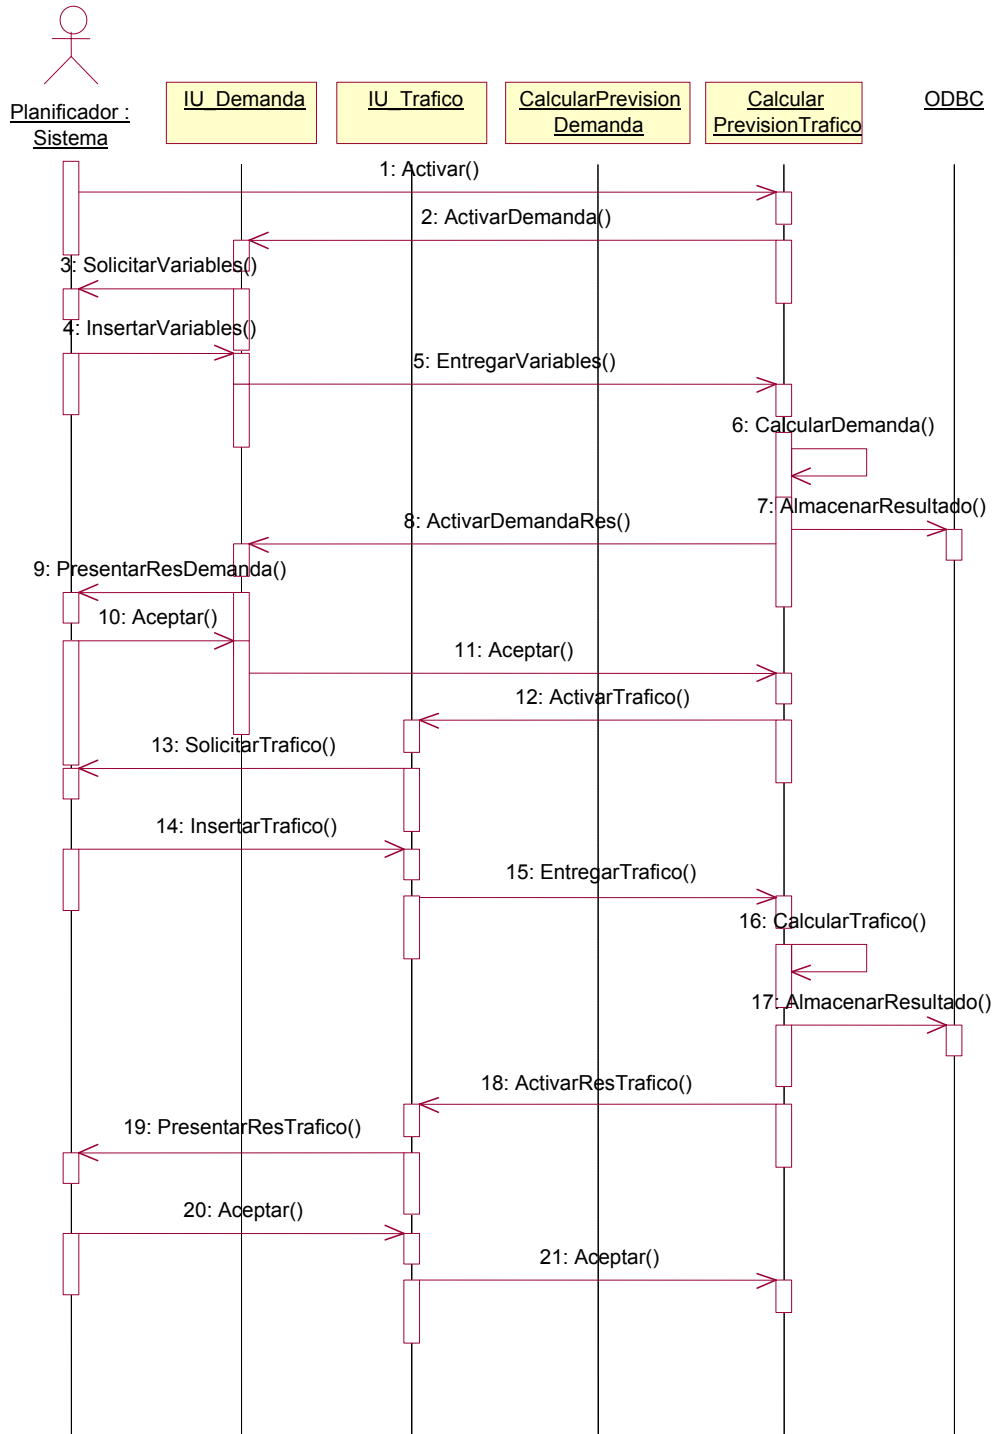 Planificador :
Sistema
IU_Demanda
IU_Trafico
CalcularPrevision
Demanda
Calcular
PrevisionTrafico
ODBC
1: Activar()
2: ActivarDemanda()
3: SolicitarVariables()
4: InsertarVariables()
5: EntregarVariables()
6: CalcularDemanda()
7: AlmacenarResultado()
8: ActivarDemandaRes()
9: PresentarResDemanda()
10: Aceptar()
11: Aceptar()
12: ActivarTrafico()
13: SolicitarTrafico()
14: InsertarTrafico()
15: EntregarTrafico()
16: CalcularTrafico()
17: AlmacenarResultado()
18: ActivarResTrafico()
19: PresentarResTrafico()
20: Aceptar()
21: Aceptar()